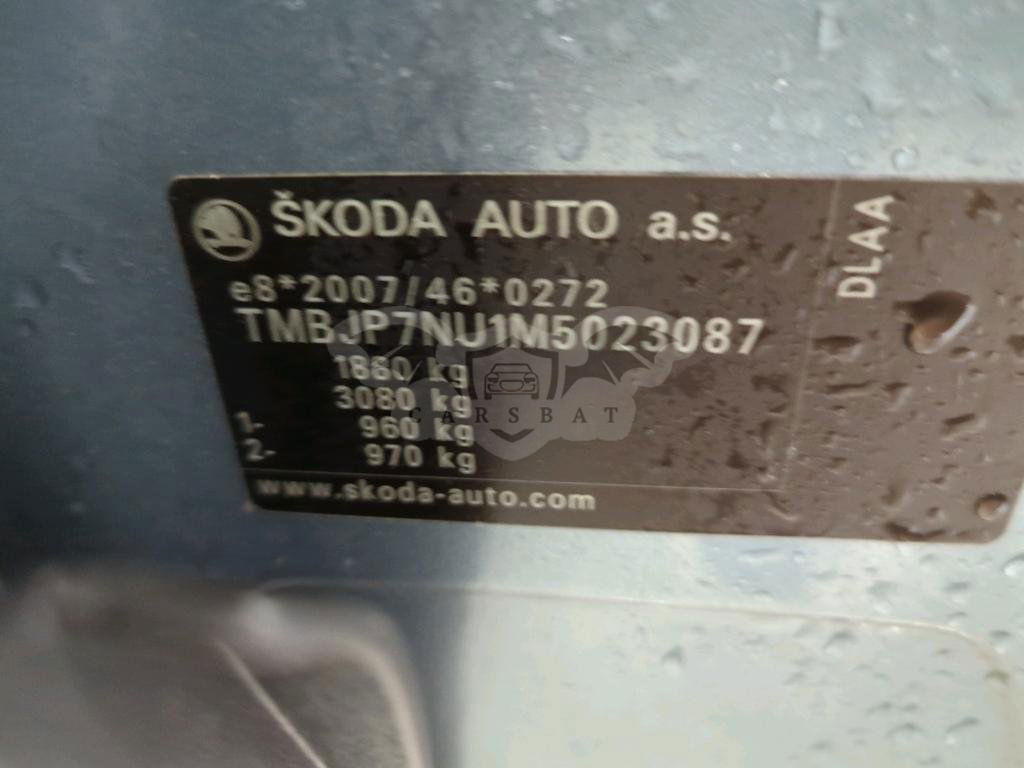 ŠKODA AUTO a.s.
DLAA
e8*2007/46*0272
TMBJP7NU1M5023087
1880 kg
3080 kg
1- 960 kg
2- 970 kg
www.skoda-auto.com
CARSBAT